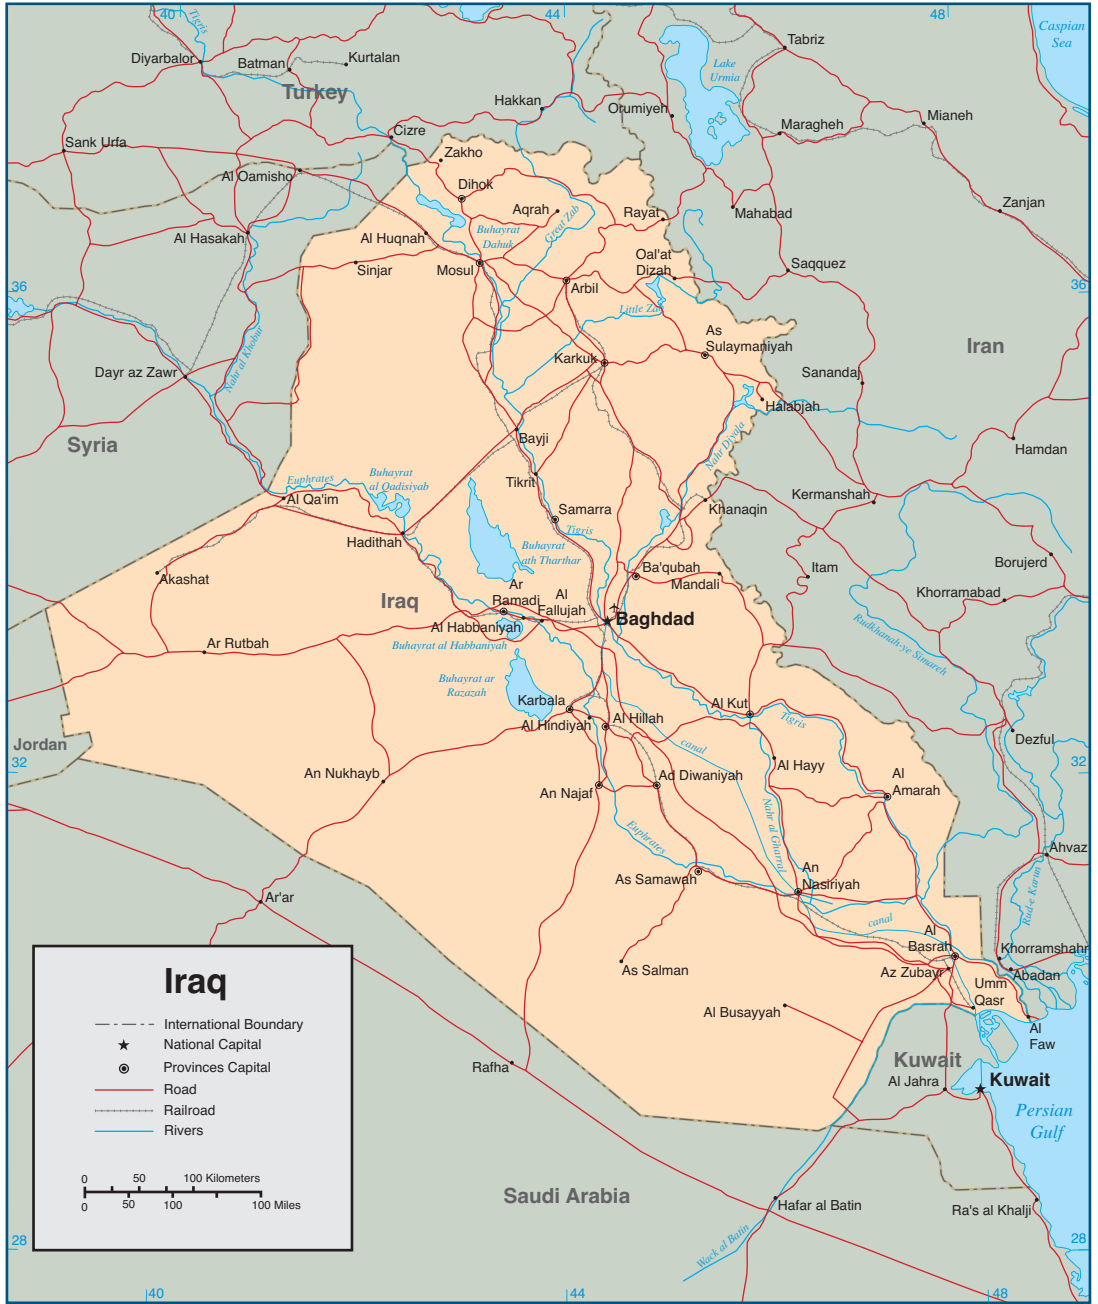 40
44
48
Tigris
Caspian
Sea
Tabriz
Diyarbalor
Batman
Kurtalan
Lake
Urmia
Turkey
Hakkan
Orumiyeh
Mianeh
Maragheh
Cizre
Sank Urfa
Zakho
Al Oamisho
Dihok
Aqrah
Great Zab
Rayat
Mahabad
Zanjan
Al Hasakah
Al Huqnah
Buhayrat
Dahuk
Sinjar
Mosul
Oal'at
Dizah
Saqquez
Arbil
36
36
Little Zab
As
Sulaymaniyah
Iran
Nahr al Khobur
Karkuk
Dayr az Zawr
Sanandaj
Halabjah
Syria
Bayji
Nahr Diyala
Hamdan
Euphrates
Buhayrat
al Qadisiyab
Tikrit
Al Qa'im
Kermanshah
Samarra
Khanaqin
Tigris
Hadithah
Buhayrat
ath Tharthar
Borujerd
Akashat
Ba'qubah
Mandali
Itam
Khorramabad
Iraq
Ar
Ramadi
Al
Fallujah
Baghdad
Al Habbaniyah
Rudkhanah-ye Simareh
Ar Rutbah
Buhayrat al Habbaniyah
Buhayrat ar
Razazah
Karbala
Al Kut
Tigris
Al Hindiyah
Al Hillah
Jordan
canal
Dezful
32
32
An Nukhayb
Al Hayy
Ad Diwaniyah
Al
Amarah
An Najaf
Nahr al Gharraf
Euphrates
Ahvaz
As Samawah
An
Nasiriyah
Rud-e Karun
Ar'ar
canal
Al
Basrah
Khorramshahr
Az Zubayr
Abadan
As Salman
Umm
Qasr
Al Busayyah
Al
Faw
Kuwait
Rafha
Al Jahra
Kuwait
Persian
Gulf
Saudi Arabia
Hafar al Batin
Ra's al Khalji
Wack al Batin
28
28
40
44
48
Iraq
International Boundary
National Capital
Provinces Capital
Road
Railroad
Rivers
0 50 100 Kilometers
0 50 100 100 Miles